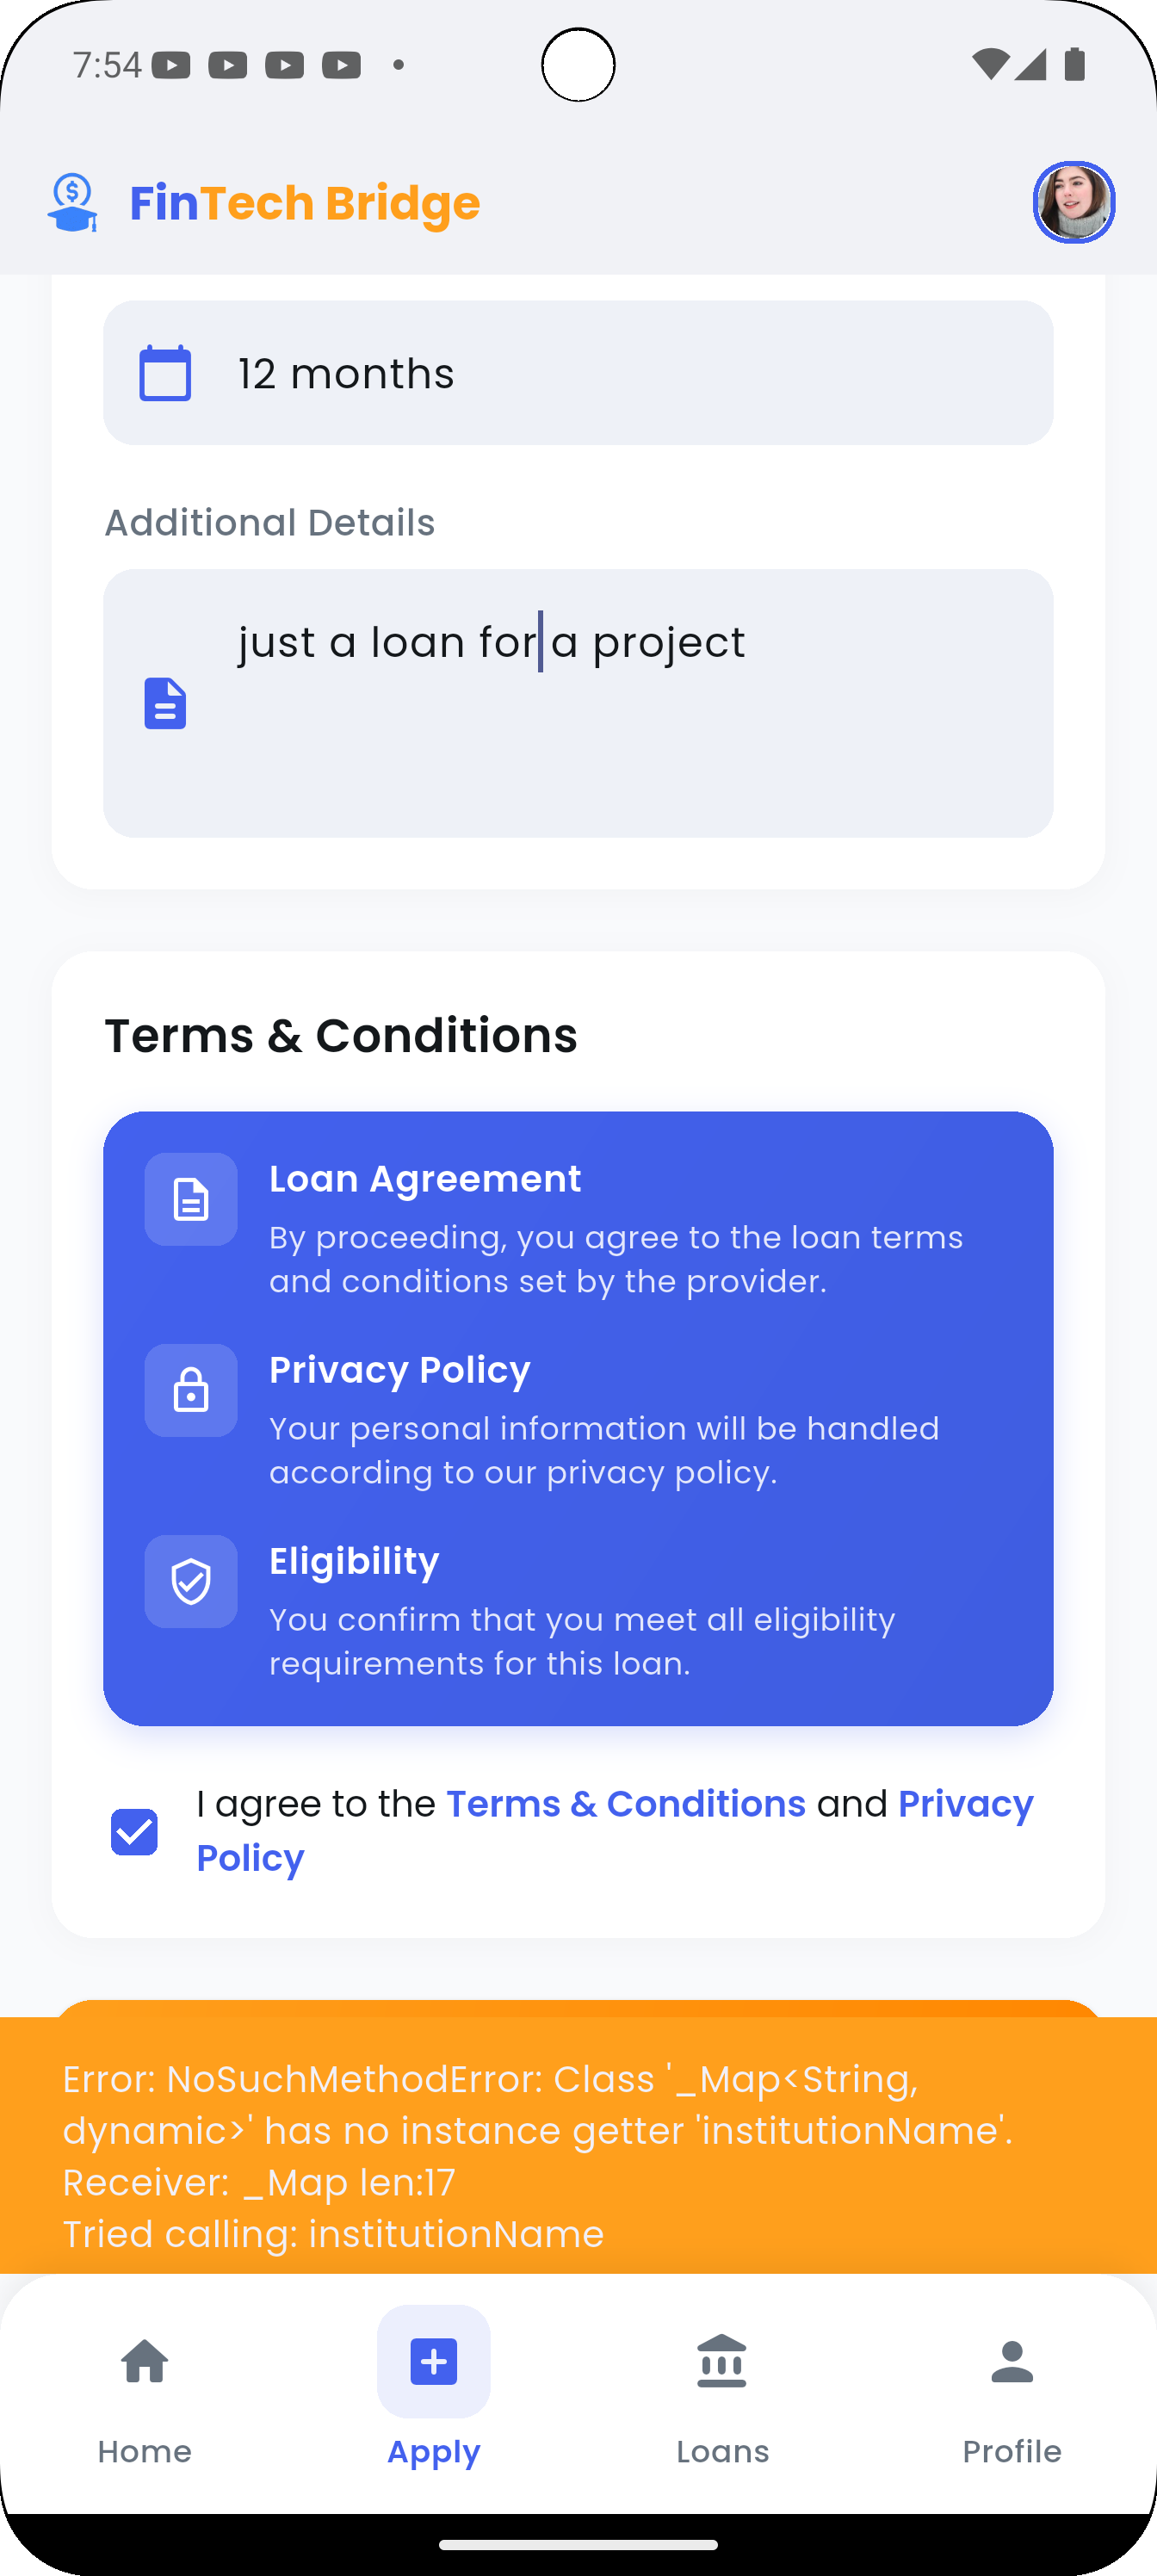 7:54
FinTech Bridge
12 months
Additional Details
just a loan for a project
Terms & Conditions
Loan Agreement
By proceeding, you agree to the loan terms
and conditions set by the provider.
Privacy Policy
Your personal information will be handled
according to our privacy policy.
Eligibility
You confirm that you meet all eligibility
requirements for this loan.
I agree to the Terms & Conditions and Privacy
Policy
Error: NoSuchMethodError: Class '_Map<String,
dynamic>' has no instance getter 'institutionName'.
Receiver: _Map len:17
Tried calling: institutionName
Home Apply Loans Profile